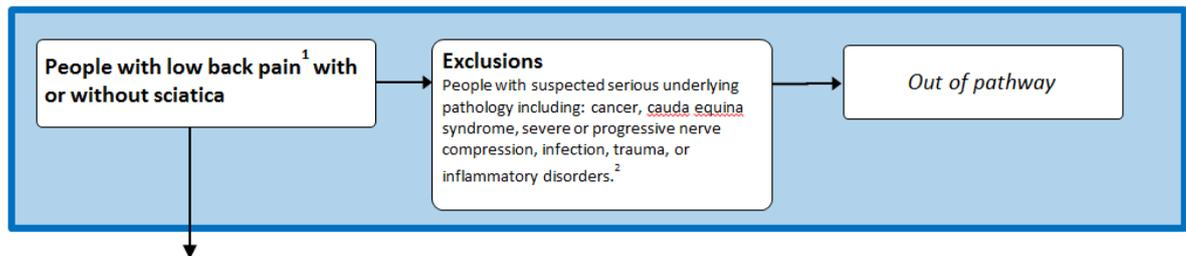 People with low back pain1 with
or without sciatica
Exclusions
People with suspected serious underlying
pathology including: cancer, cauda equina
syndrome, severe or progressive nerve
compression, infection, trauma, or
inflammatory disorders.2
Out of pathway